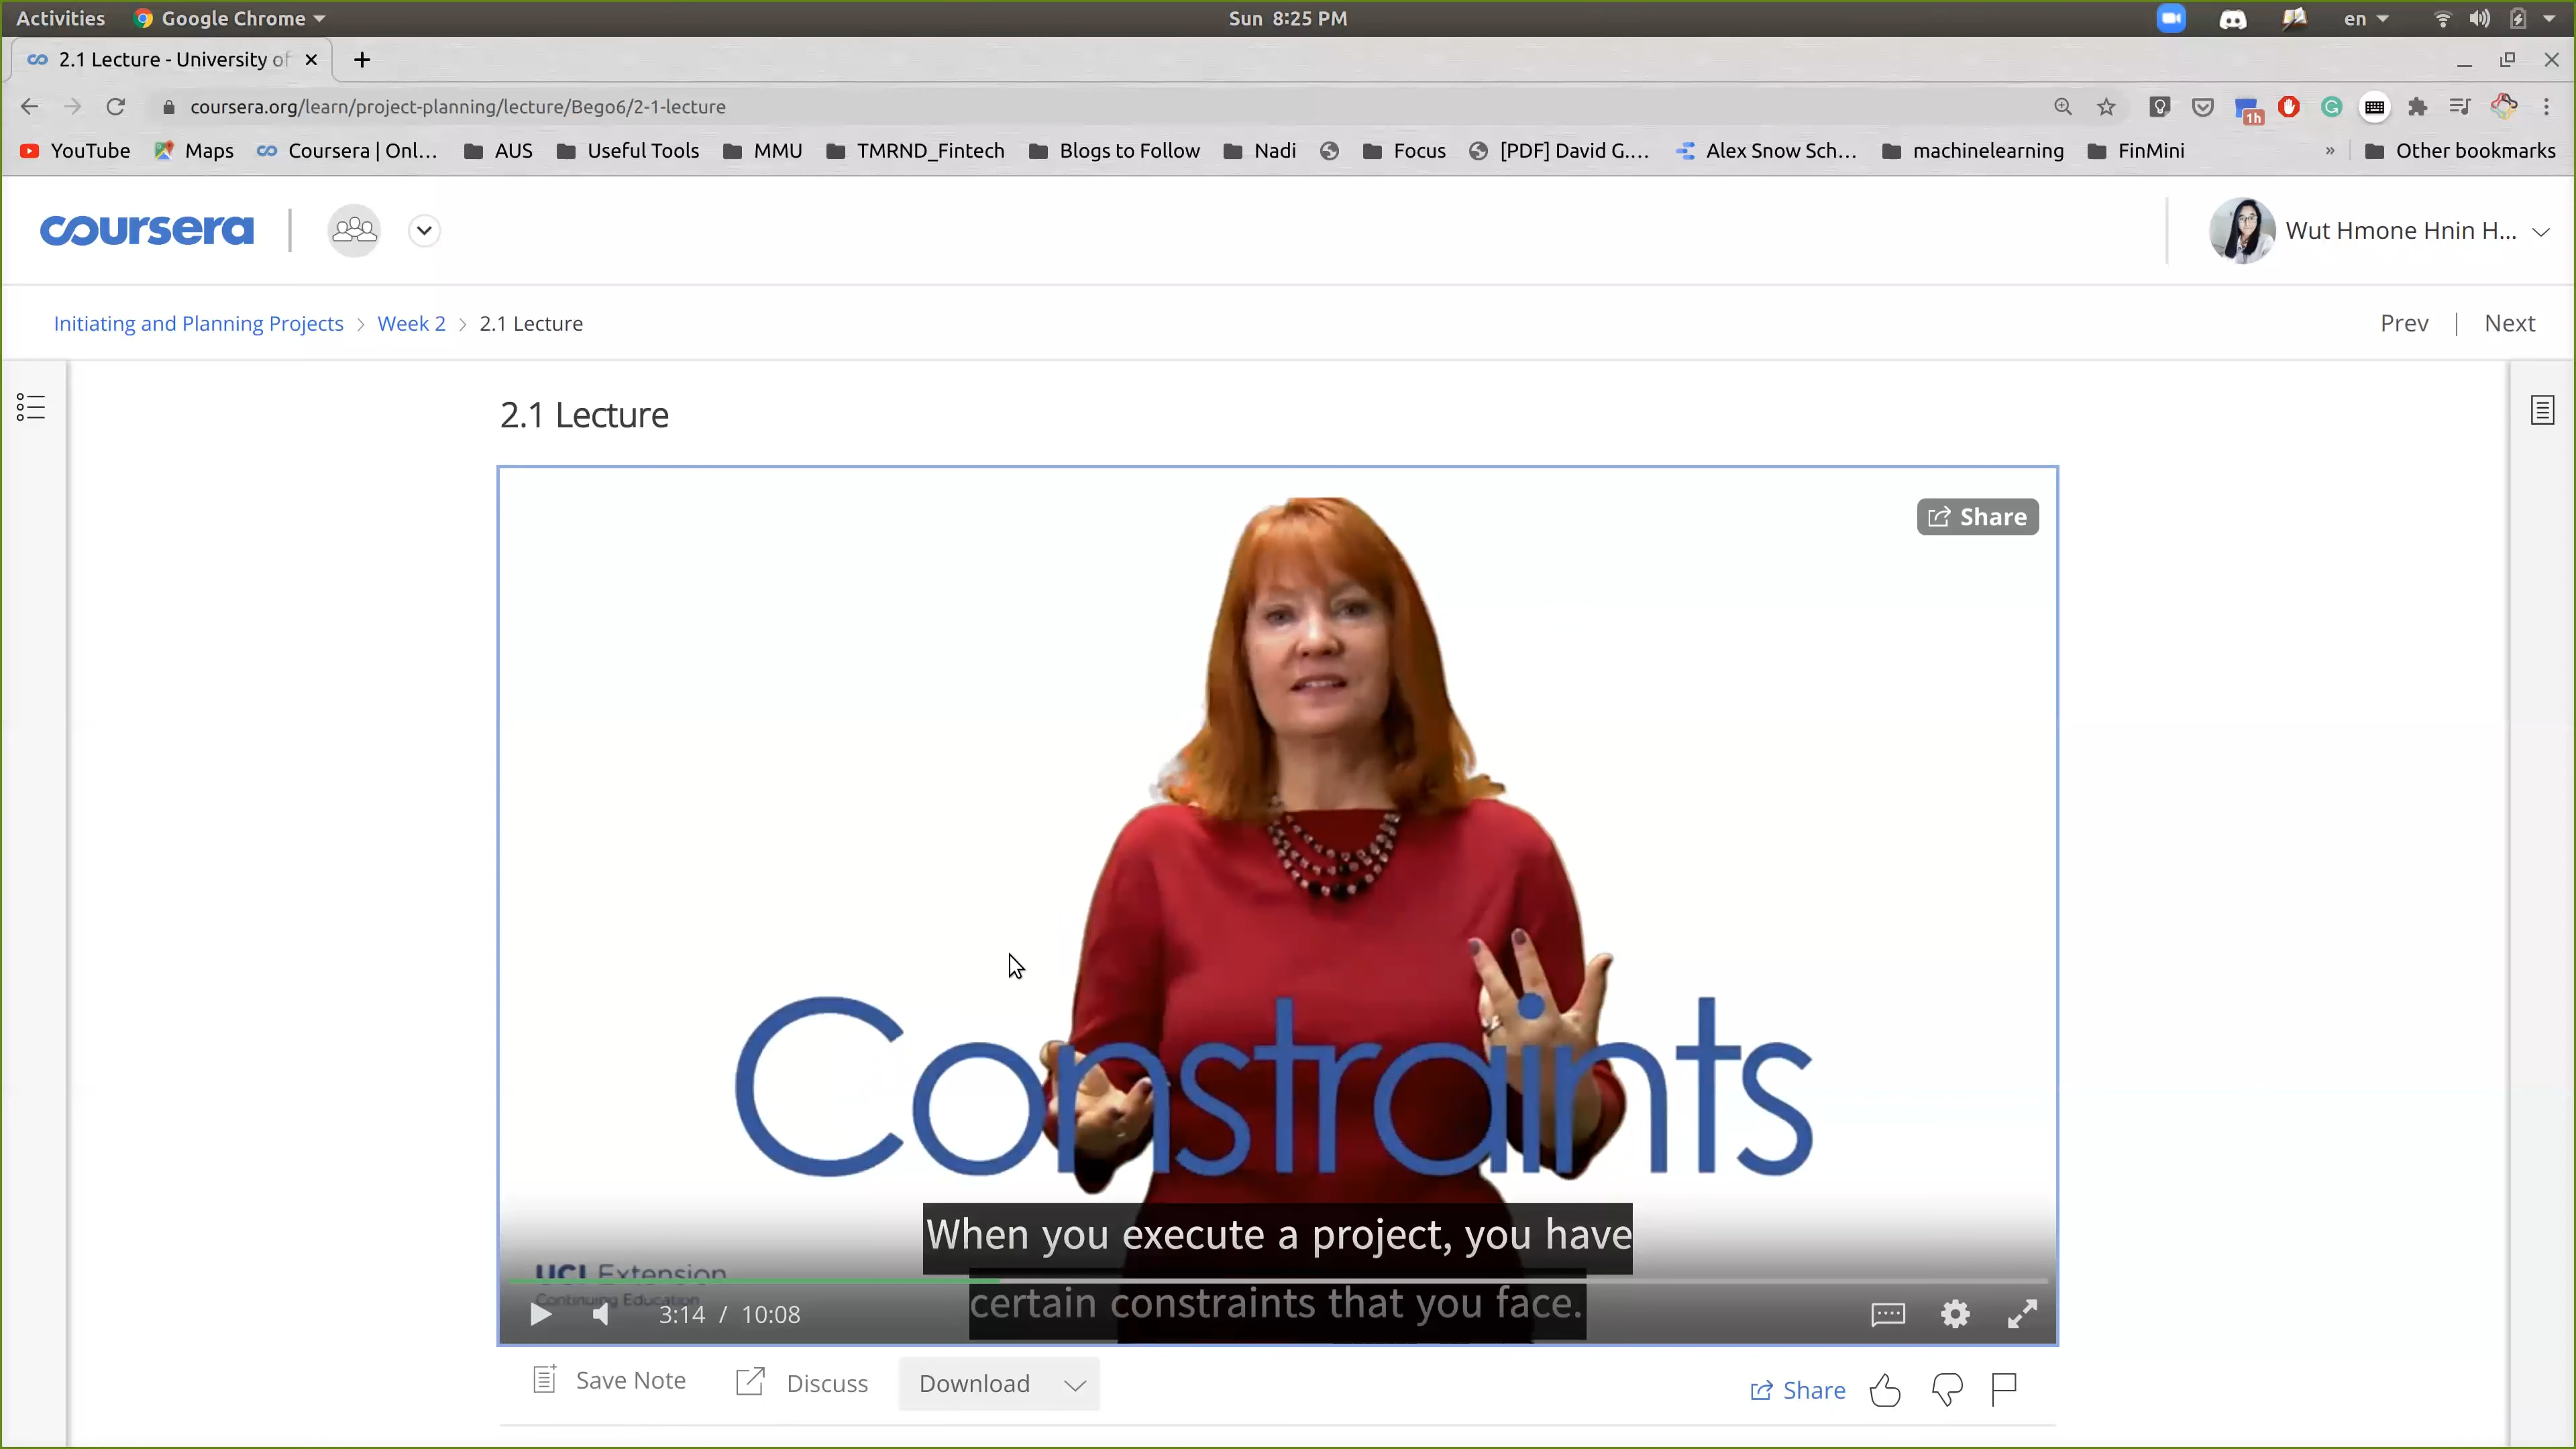 Activities Google Chrome Sun 8:25 PM en
2.1 Lecture - University of
coursera.org/learn/project-planning/lecture/Bego6/2-1-lecture
1h
YouTube Maps Coursera | Onl... AUS Useful Tools MMU TMRND_Fintech Blogs to Follow Nadi Focus [PDF] David G.... Alex Snow Sch... machinelearning FinMini » Other bookmarks
coursera Wut Hmone Hnin H...
Initiating and Planning Projects > Week 2 > 2.1 Lecture Prev | Next
2.1 Lecture
Share
Constraints
When you execute a project, you have
certain constraints that you face.
UCI Extension
Continuing Education
3:14 / 10:08
Save Note Discuss Download Share